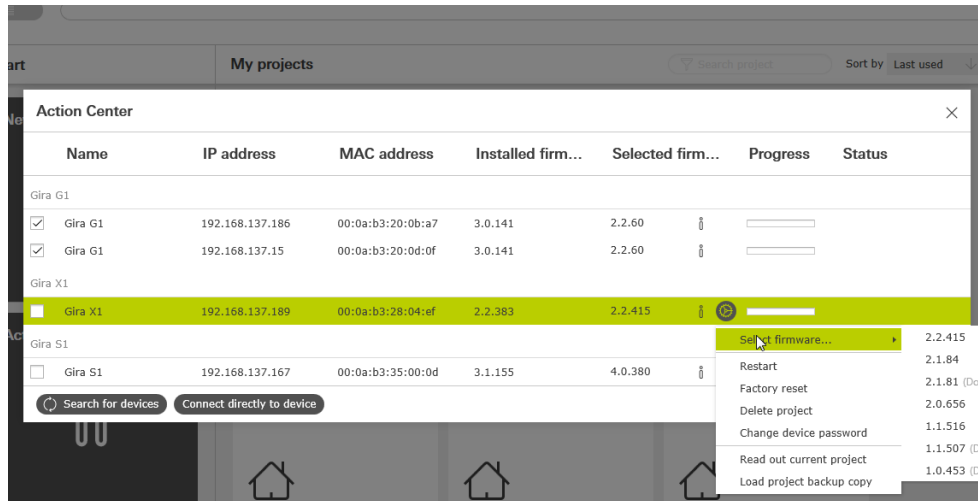 art
My projects
Search project
Sort by Last used
Ne
Action Center
Name IP address MAC address Installed firm... Selected firm... Progress Status
Gira G1
Gira G1 192.168.137.186 00:0a:b3:20:0b:a7 3.0.141 2.2.60
Gira G1 192.168.137.15 00:0a:b3:20:0d:0f 3.0.141 2.2.60
Gira X1
Gira X1 192.168.137.189 00:0a:b3:28:04:ef 2.2.383 2.2.415
Ac
Gira S1
Gira S1 192.168.137.167 00:0a:b3:35:00:0d 3.1.155 4.0.380
Search for devices Connect directly to device
Select firmware...
Restart
Factory reset
Delete project
Change device password
Read out current project
Load project backup copy
2.2.415
2.1.84
2.1.81 (Do
2.0.656
1.1.516
1.1.507 (D
1.0.453 (D